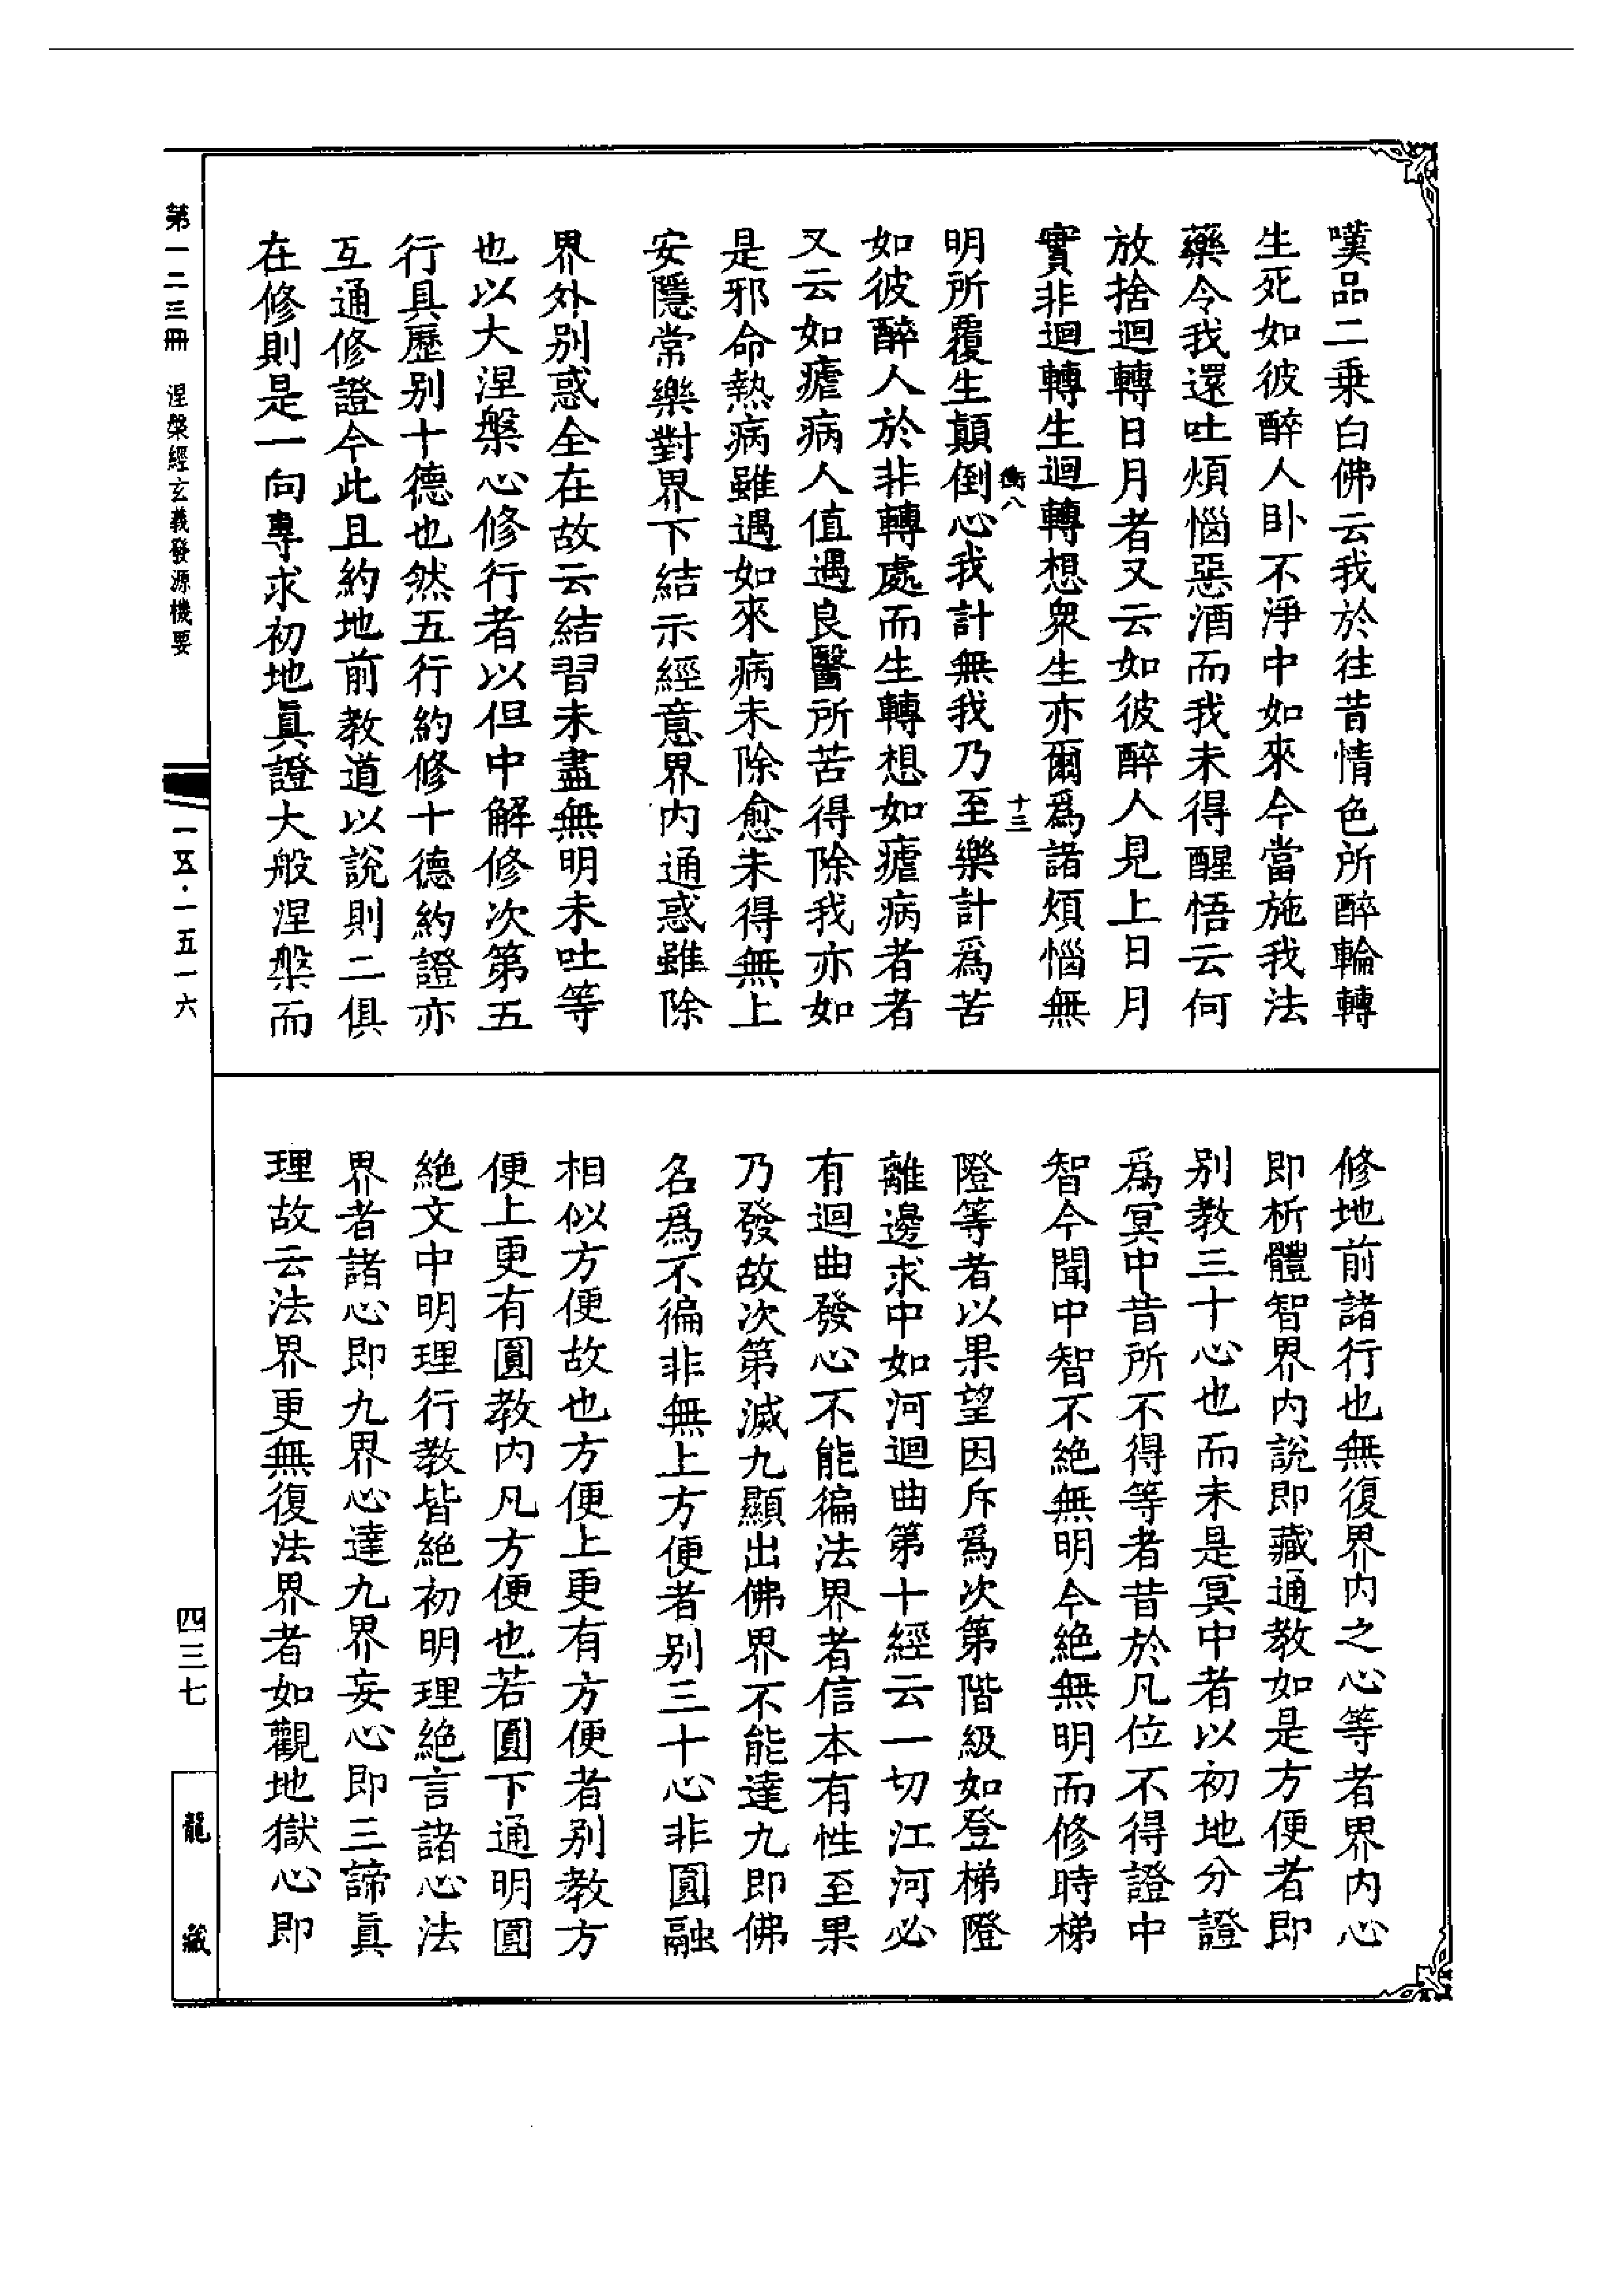 嘆品二乗白佛云我於往昔情色所醉輪轉
生死如彼醉人卧不淨中如來今當施我法
藥令我還吐煩惱惡酒而我未得醒悟云何
放捨迴轉日月者又云如彼醉人見上日月
實非迴轉生迴轉想衆生亦爾爲諸煩惱無
衡八
十三
明所覆生顛倒心我計無我乃至樂計爲苦
如彼醉人於非轉處而生轉想如瘧病者者
又云如瘧病人值遇良醫所苦得除我亦如
是邪命熱病雖遇如來病未除愈未得無上
安隱常樂對界下結示經意界内通惑雖除
界外别惑全在故云結習未盡無明未吐等
也以大涅槃心修行者以但中解修次第五
行具歷别十德也然五行約修十德約證亦
互通修證今此且約地前教道以說則二俱
在修則是一向專求初地眞證大般涅槃而
修地前諸行也無復界内之心等者界内心
即析體智界内說即藏通教如是方便者即
别教三十心也而未是冥中者以初地分證
爲冥中昔所不得等者昔於凡位不得證中
智今聞中智不絶無明今絶無明而修時梯
隥等者以果望因斥爲次第階級如登梯隥
離邊求中如河迴曲第十經云一切江河必
有迴曲發心不能徧法界者信本有性至果
乃發故次第滅九顯出佛界不能達九即佛
名爲不徧非無上方便者别三十心非圓融
相似方便故也方便上更有方便者别教方
便上更有圓教内凡方便也若圓下通明圓
絶文中明理行教皆絶初明理絶言諸心法
界者諸心即九界心達九界妄心即三諦眞
理故云法界更無復法界者如觀地獄心即
第一二三冊　涅槃經玄義發源機要
一五五·一五一六
四三七
龍藏